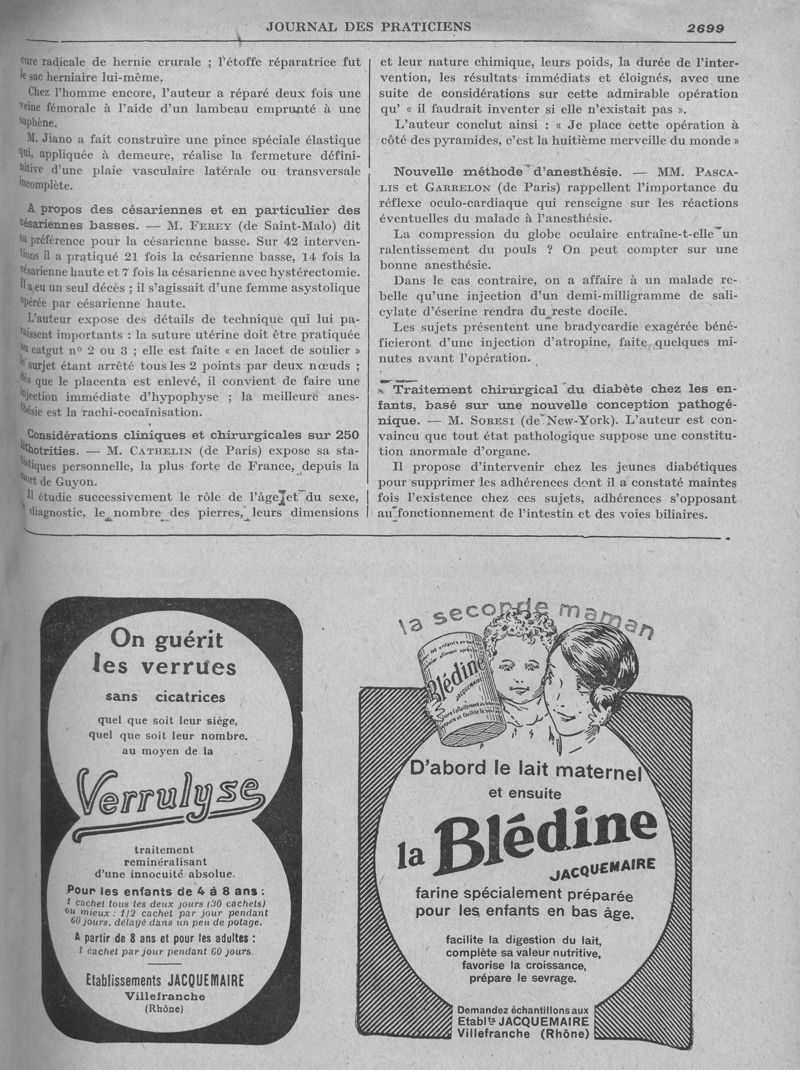 JOURNAL DES PRATICIENS 2699
cure radicale de hernie crurale ; l'étoffe réparatrice fut
le sac herniaire lui-même.
Chez l'homme encore, l'auteur a réparé deux fois une
veine fémorale à l'aide d'un lambeau emprunté à une
saphène.
M. Jiano a fait construire une pince spéciale élastique
qui, appliquée à demeure, réalise la fermeture défini-
tive d'une plaie vasculaire latérale ou transversale
incomplète.
A propos des césariennes et en particulier des
césariennes basses. — M. FEREY (de Saint-Malo) dit
sa préférence pour la césarienne basse. Sur 42 interven-
tions il a pratiqué 21 fois la césarienne basse, 14 fois la
césarienne haute et 7 fois la césarienne avec hystérectomie.
Il a eu un seul décès ; il s'agissait d'une femme asystolique
opérée par césarienne haute.
L'auteur expose des détails de technique qui lui pa-
raissent importants : la suture utérine doit être pratiquée
au catgut n° 2 ou 3 ; elle est faite « en lacet de soulier »
le surjet étant arrêté tous les 2 points par deux nœuds ;
dès que le placenta est enlevé, il convient de faire une
injection immédiate d'hypophyse ; la meilleure anes-
thésie est la rachi-cocaïnisation.
Considérations cliniques et chirurgicales sur 250
lithotrities. — M. CATHELIN (de Paris) expose sa sta-
tistiques personnelle, la plus forte de France, depuis la
mort de Guyon.
Il étudie successivement le rôle de l'âge et du sexe,
diagnostic, le nombre des pierres, leurs dimensions
et leur nature chimique, leurs poids, la durée de l'inter-
vention, les résultats immédiats et éloignés, avec une
suite de considérations sur cette admirable opération
qu' « il faudrait inventer si elle n'existait pas ».
L'auteur conclut ainsi : « Je place cette opération à
côté des pyramides, c'est la huitième merveille du monde »
Nouvelle méthode d'anesthésie. — MM. PASCA-
LIS et GARRELON (de Paris) rappellent l'importance du
réflexe oculo-cardiaque qui renseigne sur les réactions
éventuelles du malade à l'anesthésie.
La compression du globe oculaire entraîne-t-elle un
ralentissement du pouls ? On peut compter sur une
bonne anesthésie.
Dans le cas contraire, on a affaire à un malade re-
belle qu'une injection d'un demi-milligramme de sali-
cylate d'éserine rendra du reste docile.
Les sujets présentent une bradycardie exagérée béné-
ficieront d'une injection d'atropine, faite quelques mi-
nutes avant l'opération.
Traitement chirurgical du diabète chez les en-
fants, basé sur une nouvelle conception pathogé-
nique. — M. SORESI (de New-York). L'auteur est con-
vaincu que tout état pathologique suppose une constitu-
tion anormale d'organe.
Il propose d'intervenir chez les jeunes diabétiques
pour supprimer les adhérences dont il a constaté maintes
fois l'existence chez ces sujets, adhérences s'opposant
au fonctionnement de l'intestin et des voies biliaires.
On guérit
les verrues
sans cicatrices
quel que soit leur siège,
quel que soit leur nombre,
au moyen de la
Verrulyse
traitement
reminéralisant
d'une innocuité absolue.
Pour les enfants de 4 à 8 ans :
1 cachet tous les deux jours (30 cachets)
ou mieux : 1/2 cachet par jour pendant
60 jours, délayé dans un peu de potage.
A partir de 8 ans et pour les adultes :
1 cachet par jour pendant 60 jours.
Etablissements JACQUEMAIRE
Villefranche
(Rhône)
la seconde maman
Blédine
JACQUEMAIRE
D'abord le lait maternel
et ensuite
la Blédine
JACQUEMAIRE
farine spécialement préparée
pour les enfants en bas âge.
facilite la digestion du lait,
complète sa valeur nutritive,
favorise la croissance,
prépare le sevrage.
Demandez échantillons aux
Etablts JACQUEMAIRE
Villefranche (Rhône)